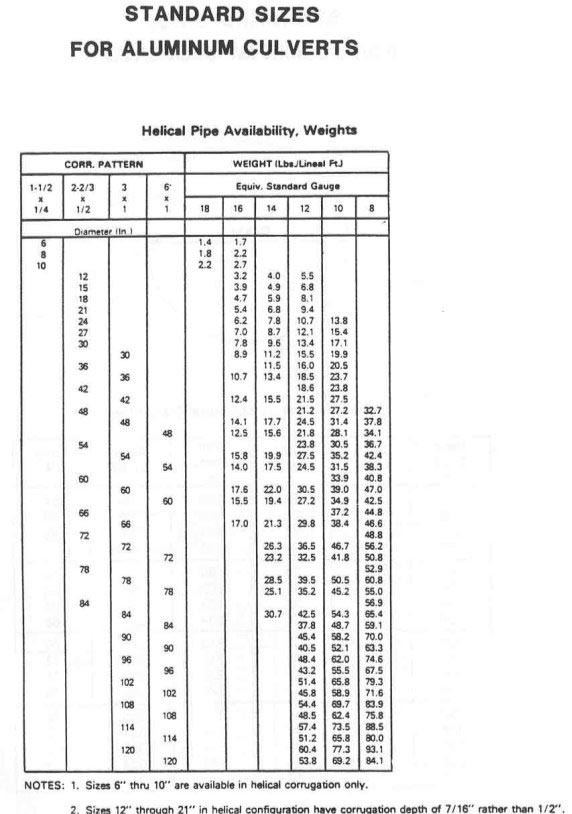 STANDARD SIZES
FOR ALUMINUM CULVERTS
Helical Pipe Availability, Weights
CORR. PATTERN WEIGHT (Lbs./Lineal Ft.)
1-1/2 2-2/3 3 6 Equiv. Standard Gauge
x x x x
1/4 1/2 1 1 18 16 14 12 10 8
Diameter (In.)
6 1.4 1.7
8 1.8 2.2
10 2.2 2.7
12 3.2 4.0 5.5
15 3.9 4.9 6.8
18 4.7 5.9 8.1
21 5.4 6.8 9.4
24 6.2 7.8 10.7 13.8
27 7.0 8.7 12.1 15.4
30 7.8 9.6 13.4 17.1
30 8.9 11.2 15.5 19.9
36 11.5 16.0 20.5
36 10.7 13.4 18.5 23.7
42 18.6 23.8
42 12.4 15.5 21.5 27.5
48 21.2 27.2 32.7
48 14.1 17.7 24.5 31.4 37.8
48 12.5 15.6 21.8 28.1 34.1
54 23.8 30.5 36.7
54 15.8 19.9 27.5 35.2 42.4
54 14.0 17.5 24.5 31.5 38.3
60 33.9 40.8
60 17.6 22.0 30.5 39.0 47.0
60 15.5 19.4 27.2 34.9 42.5
66 37.2 44.8
66 17.0 21.3 29.8 38.4 46.6
72 48.8
72 26.3 36.5 46.7 56.2
72 23.2 32.5 41.8 50.8
78 52.9
78 28.5 39.5 50.5 60.8
78 25.1 35.2 45.2 55.0
84 56.9
84 30.7 42.5 54.3 65.4
84 37.8 48.7 59.1
90 45.4 58.2 70.0
90 40.5 52.1 63.3
96 48.4 62.0 74.6
96 43.2 55.5 67.5
102 51.4 65.8 79.3
102 45.8 58.9 71.6
108 54.4 69.7 83.9
108 48.5 62.4 75.8
114 57.4 73.5 88.5
114 51.2 65.8 80.0
120 60.4 77.3 93.1
120 53.8 69.2 84.1
NOTES: 1. Sizes 6" thru 10" are available in helical corrugation only.
2. Sizes 12" through 21" in helical configuration have corrugation depth of 7/16" rather than 1/2".